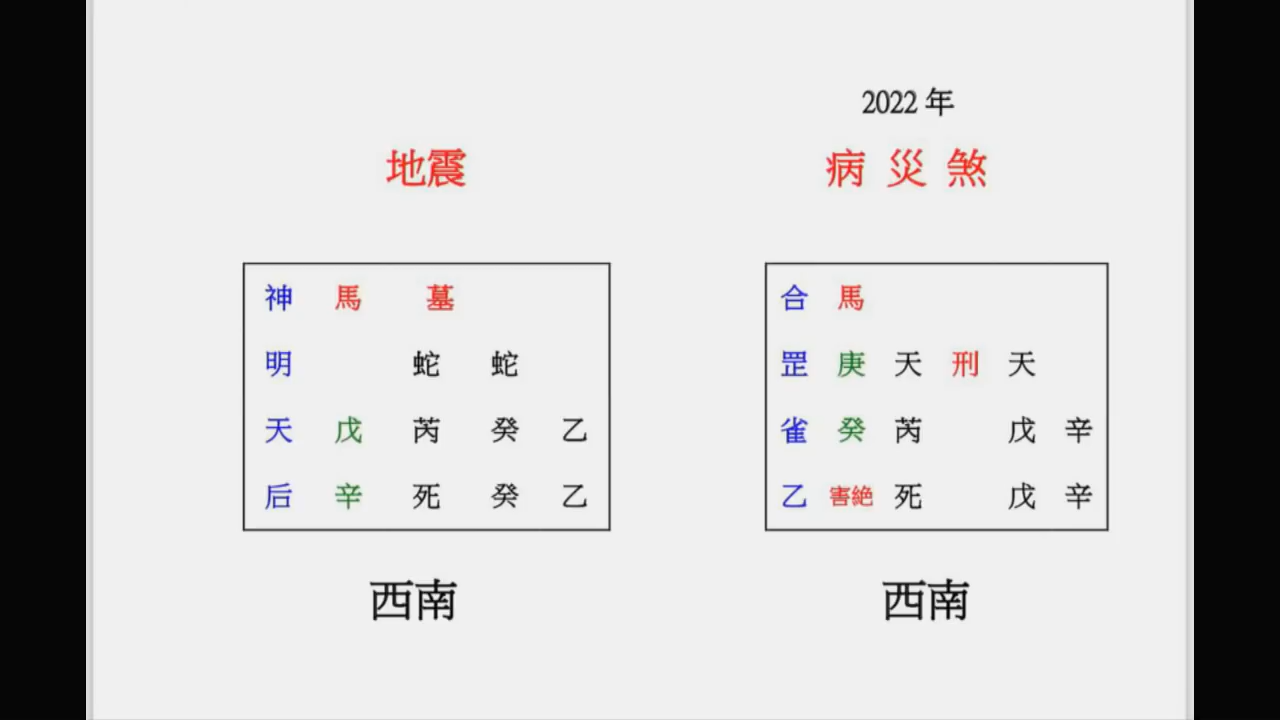 2022 年
地震
病 災 煞
神 馬 墓
明 蛇 蛇
天 戊 芮 癸 乙
后 辛 死 癸 乙
合 馬
罡 庚 天 刑 天
雀 癸 芮 戊 辛
乙 害絶 死 戊 辛
西南
西南